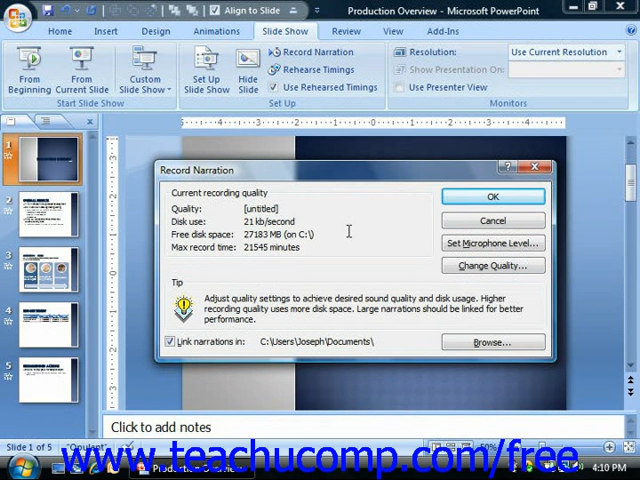 Align to Slide
Production Overview - Microsoft PowerPoint
Home Insert Design Animations Slide Show Review View Add-Ins
From Beginning
From Current Slide
Custom Slide Show
Start Slide Show
Set Up Slide Show
Hide Slide
Record Narration
Rehearse Timings
Use Rehearsed Timings
Set Up
Resolution: Use Current Resolution
Show Presentation On:
Use Presenter View
Monitors
1
2
3
4
5
Record Narration
Current recording quality
Quality: [untitled]
Disk use: 21 kb/second
Free disk space: 27183 MB (on C:\)
Max record time: 21545 minutes
OK
Cancel
Set Microphone Level...
Change Quality...
Tip
Adjust quality settings to achieve desired sound quality and disk usage. Higher
recording quality uses more disk space. Large narrations should be linked for better
performance.
Link narrations in: C:\Users\Joseph\Documents\
Browse...
Click to add notes
Slide 1 of 5 "Opulent" 50%
www.teachucomp.com/free
4:10 PM